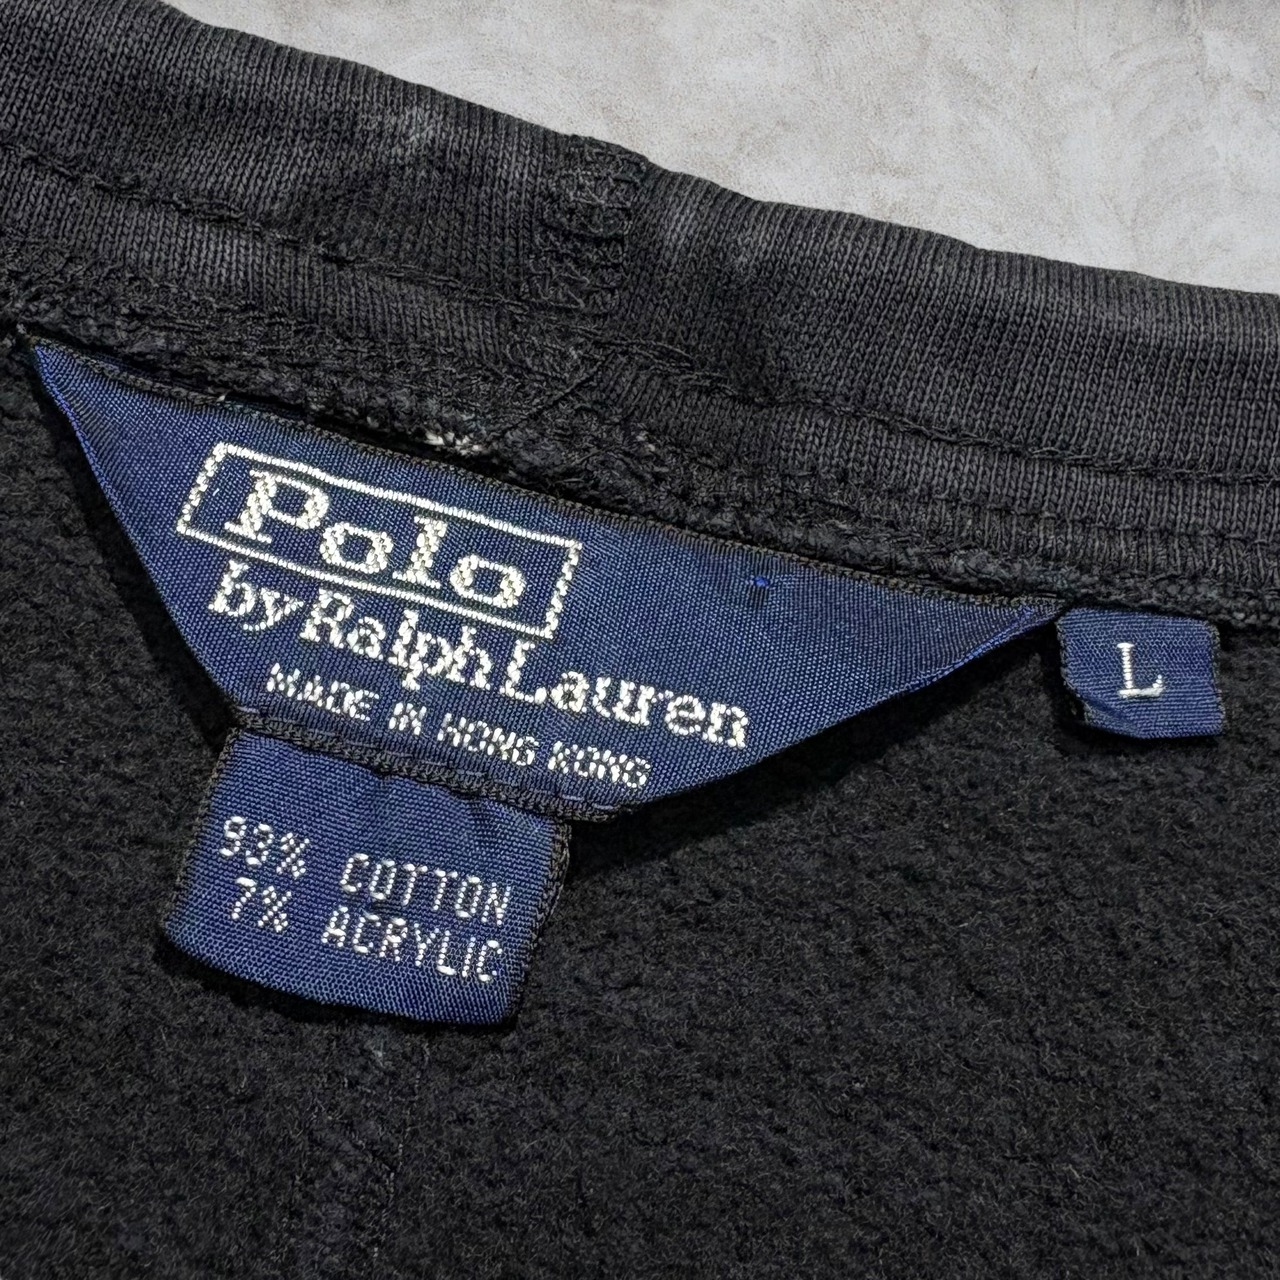 Polo
by Ralph Lauren
MADE IN HONG KONG
L
93% COTTON
7% ACRYLIC